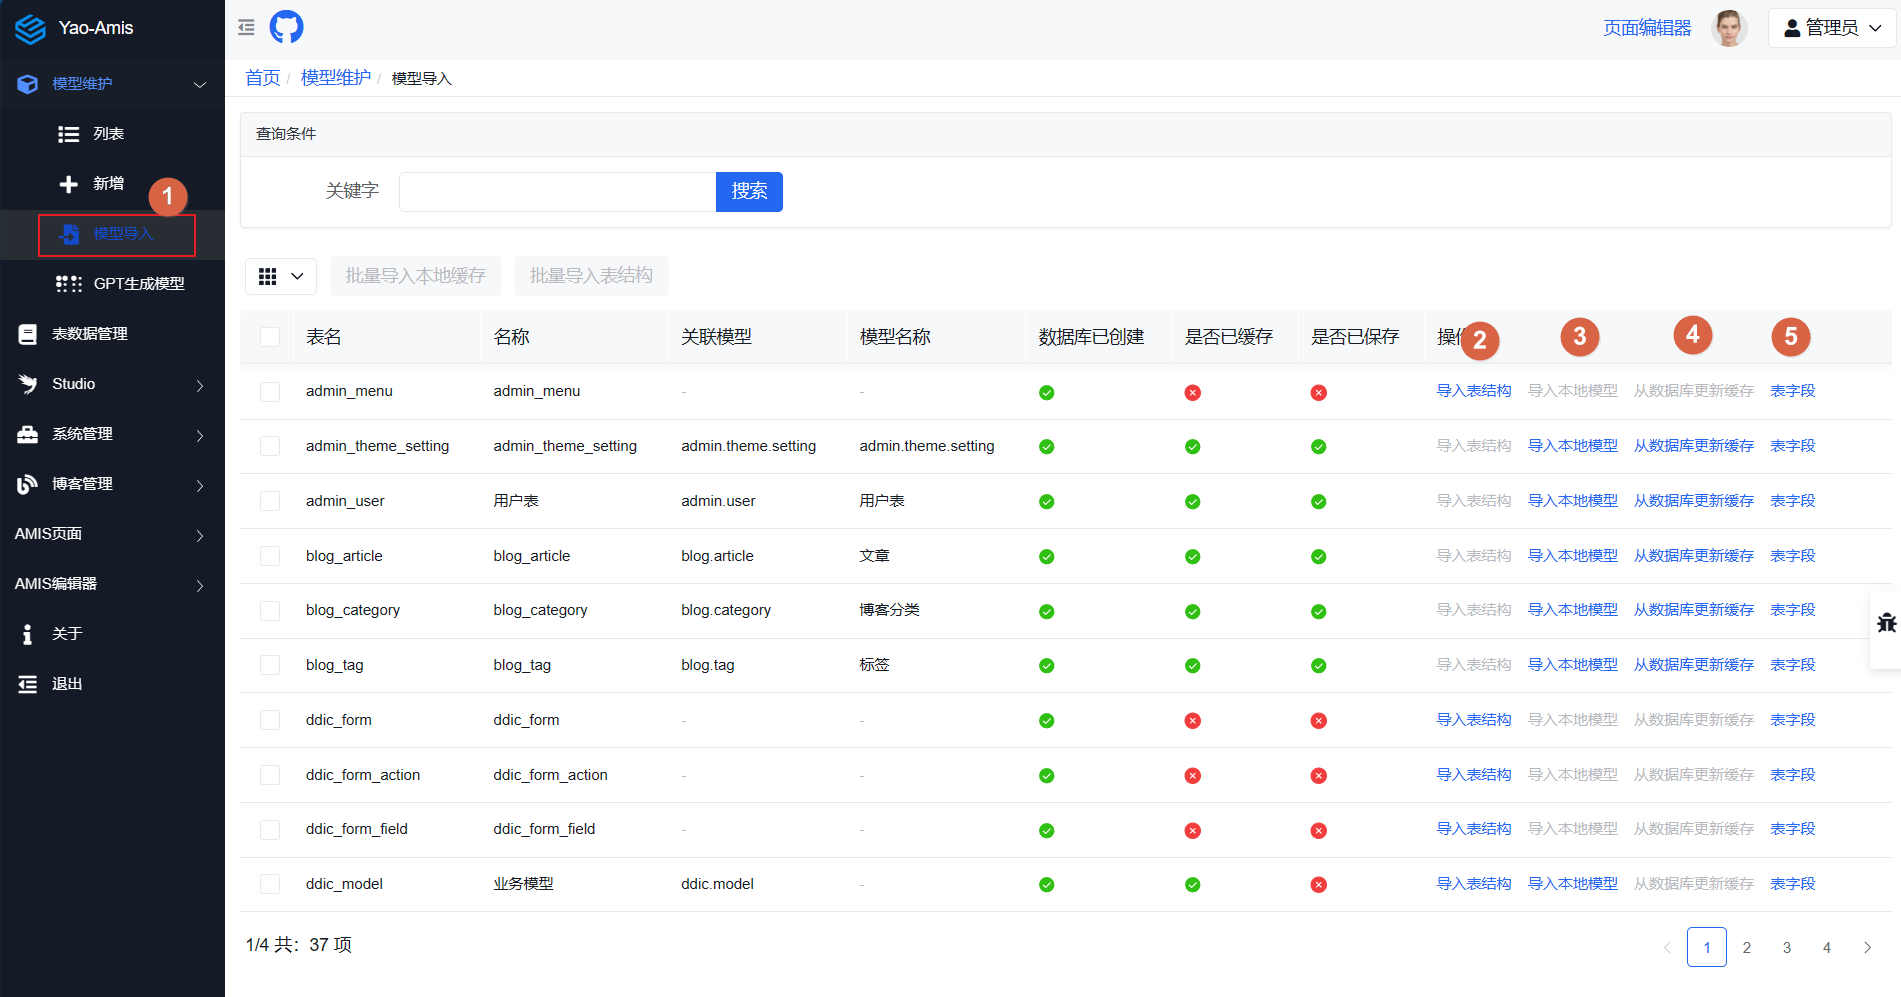 Yao-Amis
页面编辑器
管理员
模型维护
列表
新增
1
模型导入
GPT生成模型
表数据管理
Studio
系统管理
博客管理
AMIS页面
AMIS编辑器
关于
退出
首页 / 模型维护 / 模型导入
查询条件
关键字 搜索
批量导入本地缓存 批量导入表结构
表名 名称 关联模型 模型名称 数据库已创建 是否已缓存 是否已保存 操作 2 3 4 5
admin_menu admin_menu - - 导入表结构 导入本地模型 从数据库更新缓存 表字段
admin_theme_setting admin_theme_setting admin.theme.setting admin.theme.setting 导入表结构 导入本地模型 从数据库更新缓存 表字段
admin_user 用户表 admin.user 用户表 导入表结构 导入本地模型 从数据库更新缓存 表字段
blog_article blog_article blog.article 文章 导入表结构 导入本地模型 从数据库更新缓存 表字段
blog_category blog_category blog.category 博客分类 导入表结构 导入本地模型 从数据库更新缓存 表字段
blog_tag blog_tag blog.tag 标签 导入表结构 导入本地模型 从数据库更新缓存 表字段
ddic_form ddic_form - - 导入表结构 导入本地模型 从数据库更新缓存 表字段
ddic_form_action ddic_form_action - - 导入表结构 导入本地模型 从数据库更新缓存 表字段
ddic_form_field ddic_form_field - - 导入表结构 导入本地模型 从数据库更新缓存 表字段
ddic_model 业务模型 ddic.model - 导入表结构 导入本地模型 从数据库更新缓存 表字段
1/4 共：37 项
1 2 3 4